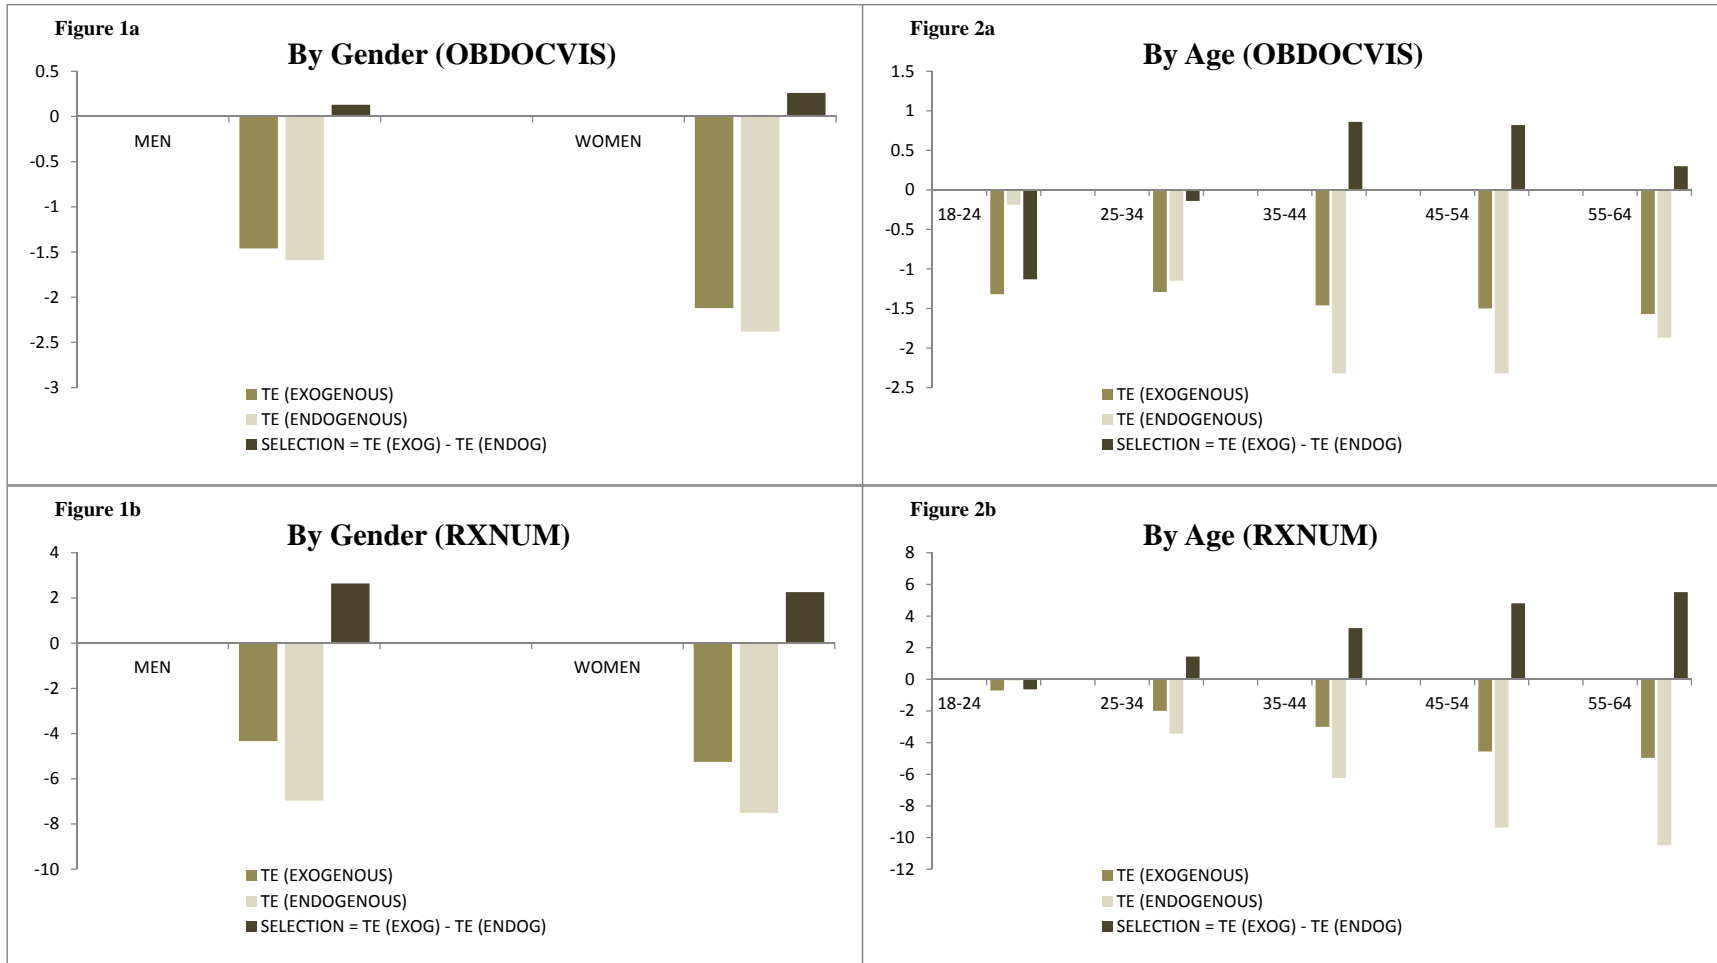 Figure 1a
By Gender (OBDOCVIS)
0.5
0
-0.5
-1
-1.5
-2
-2.5
-3
MEN
WOMEN
TE (EXOGENOUS)
TE (ENDOGENOUS)
SELECTION = TE (EXOG) - TE (ENDOG)
Figure 2a
By Age (OBDOCVIS)
1.5
1
0.5
0
-0.5
-1
-1.5
-2
-2.5
18-24
25-34
35-44
45-54
55-64
TE (EXOGENOUS)
TE (ENDOGENOUS)
SELECTION = TE (EXOG) - TE (ENDOG)
Figure 1b
By Gender (RXNUM)
4
2
0
-2
-4
-6
-8
-10
MEN
WOMEN
TE (EXOGENOUS)
TE (ENDOGENOUS)
SELECTION = TE (EXOG) - TE (ENDOG)
Figure 2b
By Age (RXNUM)
8
6
4
2
0
-2
-4
-6
-8
-10
-12
18-24
25-34
35-44
45-54
55-64
TE (EXOGENOUS)
TE (ENDOGENOUS)
SELECTION = TE (EXOG) - TE (ENDOG)